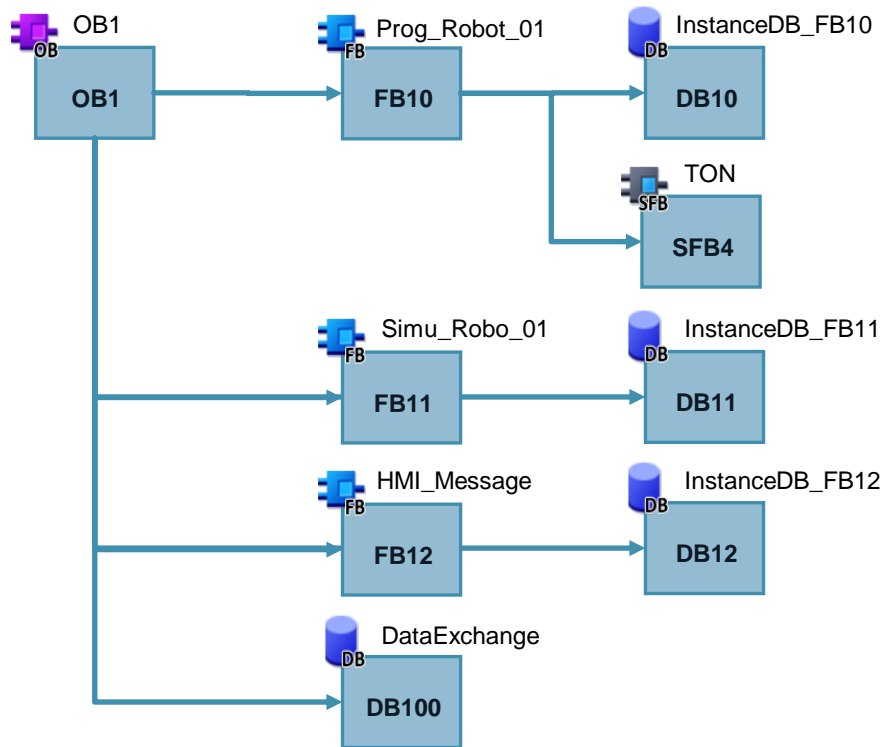 OB1
OB
OB1
Prog_Robot_01
FB
FB10
InstanceDB_FB10
DB
DB10
TON
SFB
SFB4
Simu_Robo_01
FB
FB11
InstanceDB_FB11
DB
DB11
HMI_Message
FB
FB12
InstanceDB_FB12
DB
DB12
DataExchange
DB
DB100